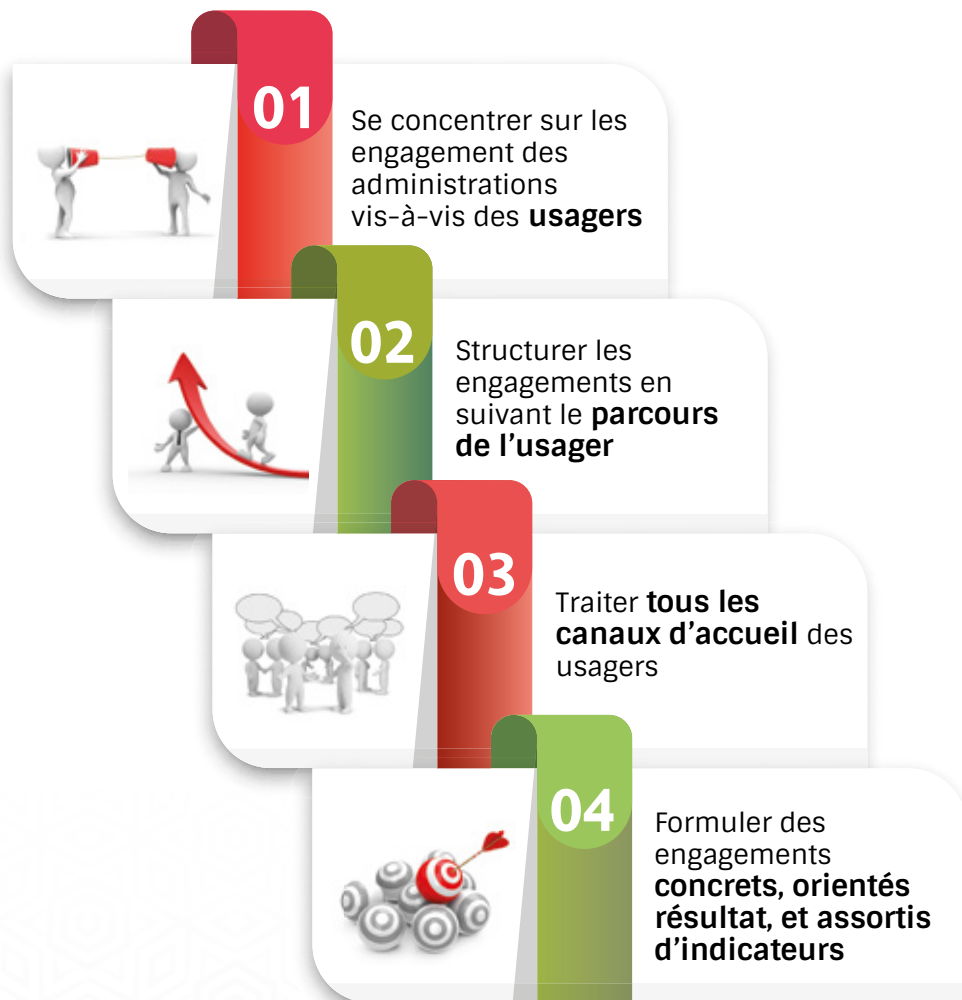 01
Se concentrer sur les
engagement des
administrations
vis-à-vis des usagers
02
Structurer les
engagements en
suivant le parcours
de l'usager
03
Traiter tous les
canaux d'accueil des
usagers
04
Formuler des
engagements
concrets, orientés
résultat, et assortis
d'indicateurs